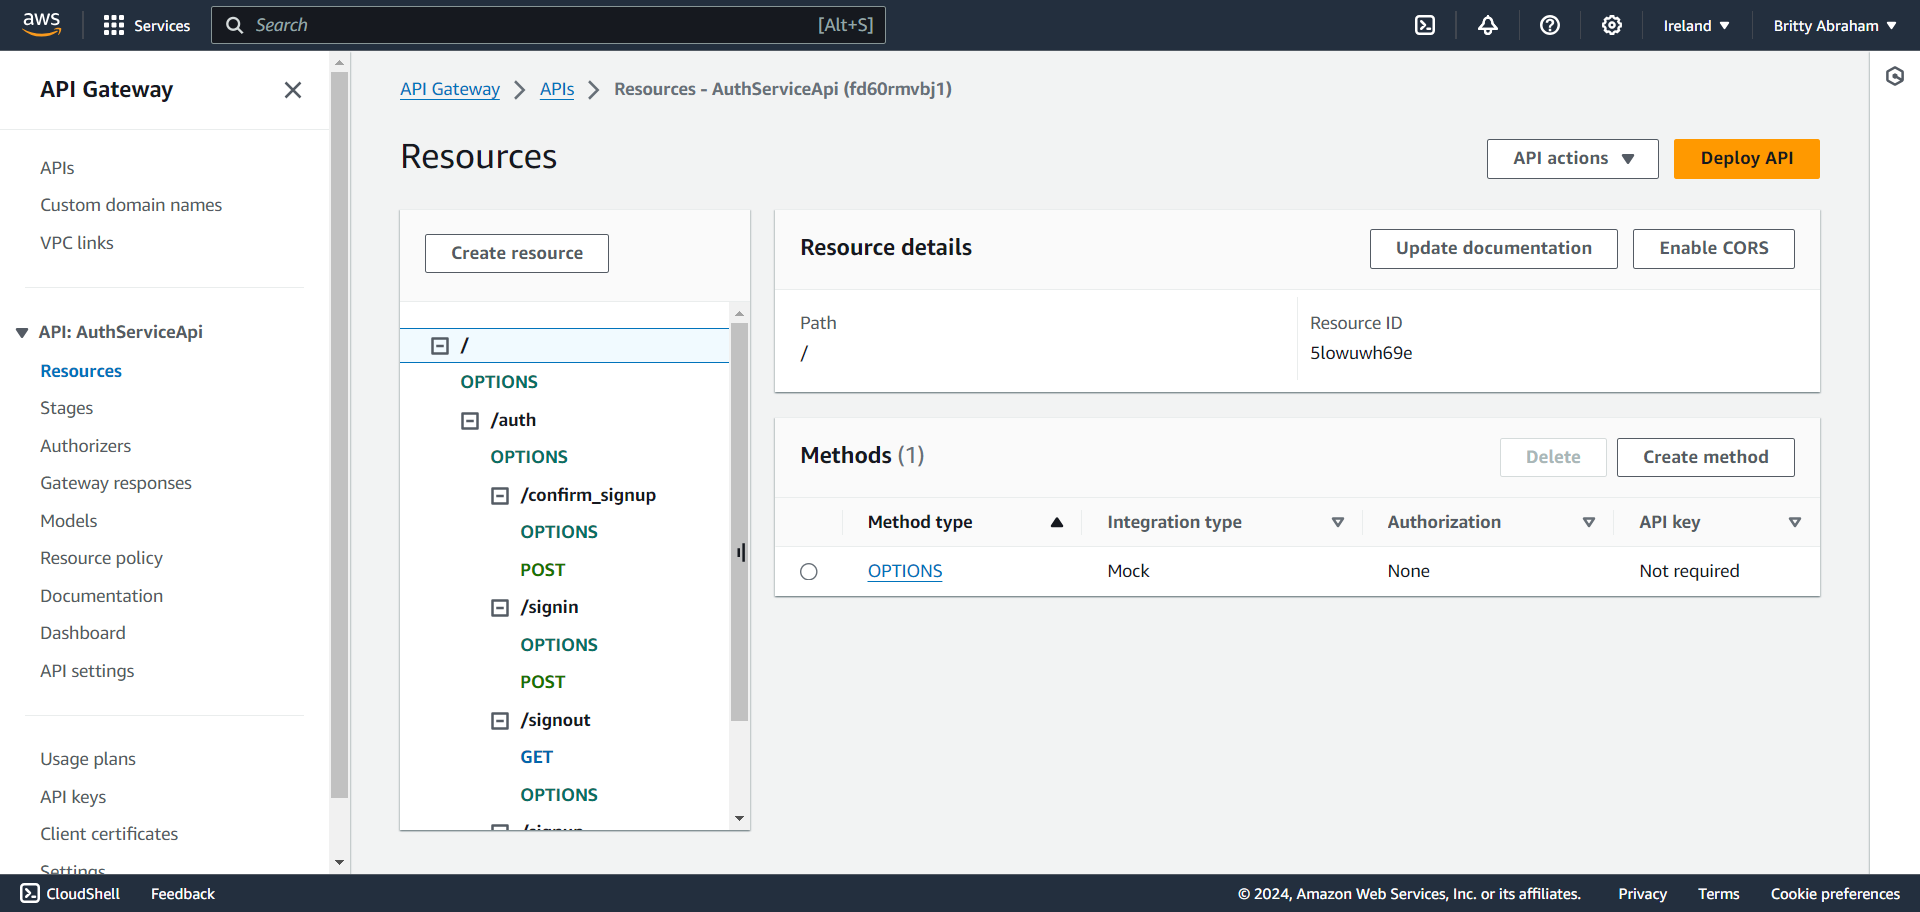 aws
Services
Search
[Alt+S]
Ireland
Britty Abraham
API Gateway
APIs
Custom domain names
VPC links
API: AuthServiceApi
Resources
Stages
Authorizers
Gateway responses
Models
Resource policy
Documentation
Dashboard
API settings
Usage plans
API keys
Client certificates
Settings
API Gateway
APIs
Resources - AuthServiceApi (fd60rmvbj1)
Resources
API actions
Deploy API
Create resource
/
OPTIONS
/auth
OPTIONS
/confirm_signup
OPTIONS
POST
/signin
OPTIONS
POST
/signout
GET
OPTIONS
/signup
Resource details
Update documentation
Enable CORS
Path
/
Resource ID
5lowuwh69e
Methods (1)
Delete
Create method
Method type
Integration type
Authorization
API key
OPTIONS
Mock
None
Not required
CloudShell
Feedback
© 2024, Amazon Web Services, Inc. or its affiliates.
Privacy
Terms
Cookie preferences